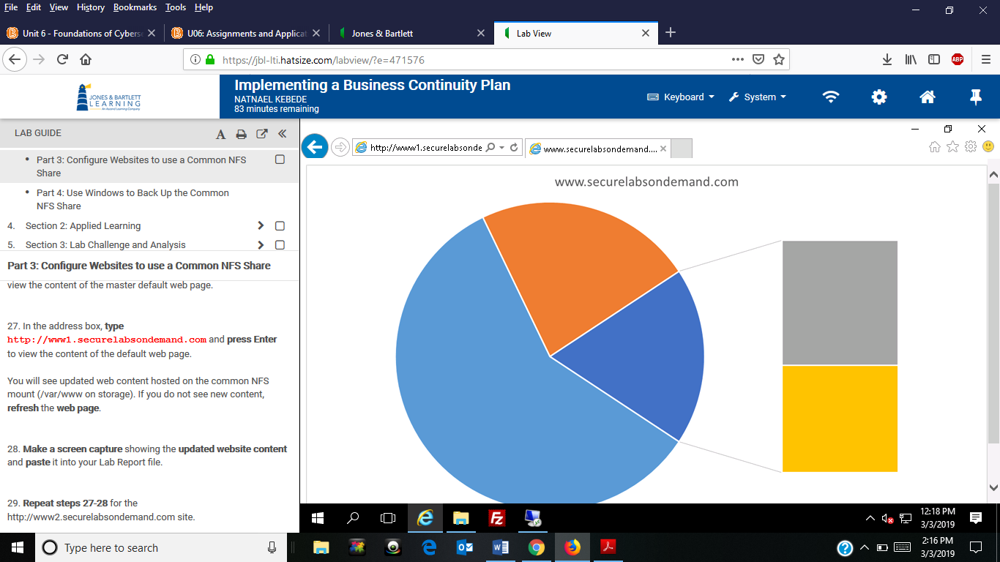 File Edit View History Bookmarks Tools Help
Unit 6 - Foundations of Cyberse
U06: Assignments and Applicat
Jones & Bartlett
Lab View
https://jbl-lti.hatsize.com/labview/?e=471576
ABP
JONES & BARTLETT
LEARNING
An Ascend Learning Company
Implementing a Business Continuity Plan
NATNAEL KEBEDE
83 minutes remaining
Keyboard
System
LAB GUIDE
A
• Part 3: Configure Websites to use a Common NFS
Share
• Part 4: Use Windows to Back Up the Common
NFS Share
4. Section 2: Applied Learning
5. Section 3: Lab Challenge and Analysis
Part 3: Configure Websites to use a Common NFS Share
view the content of the master default web page.
27. In the address box, type
http://www1.securelabsondemand.com and press Enter
to view the content of the default web page.
You will see updated web content hosted on the common NFS
mount (/var/www on storage). If you do not see new content,
refresh the web page.
28. Make a screen capture showing the updated website content
and paste it into your Lab Report file.
29. Repeat steps 27-28 for the
http://www2.securelabsondemand.com site.
http://www1.securelabsonde
www.securelabsondemand....
www.securelabsondemand.com
12:18 PM
3/3/2019
Type here to search
2:16 PM
3/3/2019